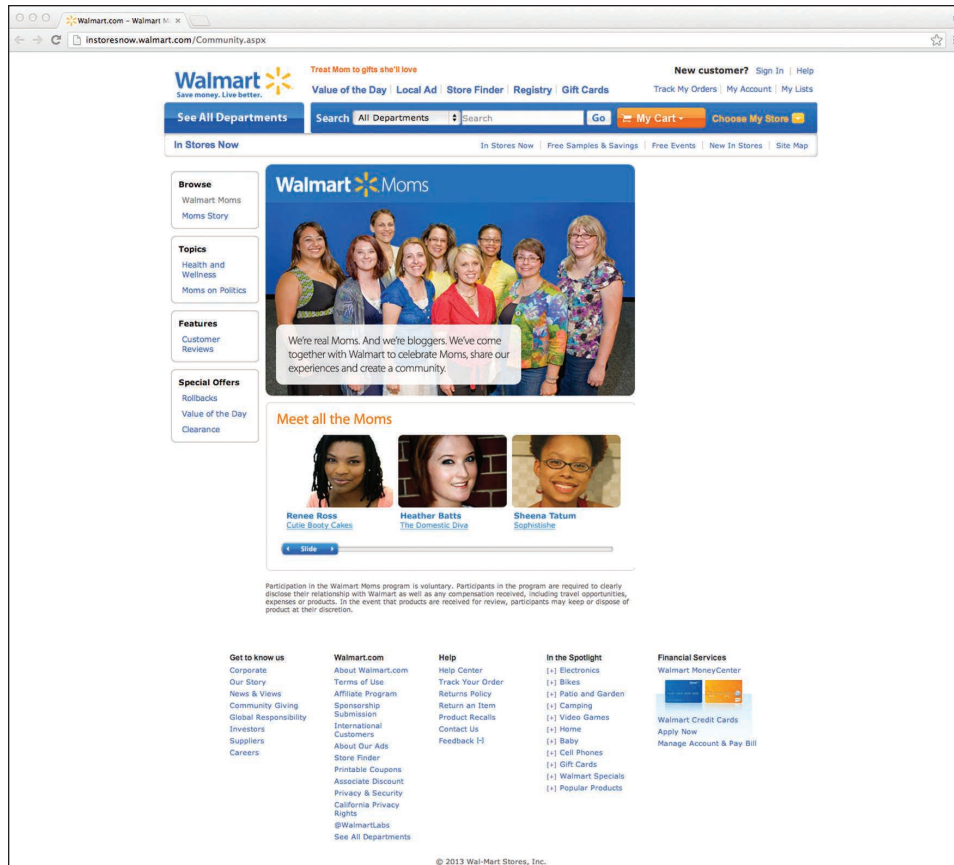 Walmart.com - Walmart M
instoresnow.walmart.com/Community.aspx
Walmart
Save money. Live better.
Treat Mom to gifts she'll love
New customer? Sign In | Help
Value of the Day | Local Ad | Store Finder | Registry | Gift Cards
Track My Orders | My Account | My Lists
See All Departments
Search All Departments Search Go My Cart Choose My Store
In Stores Now
In Stores Now | Free Samples & Savings | Free Events | New In Stores | Site Map
Browse
Walmart Moms
Moms Story
Topics
Health and
Wellness
Moms on Politics
Features
Customer
Reviews
Special Offers
Rollbacks
Value of the Day
Clearance
Walmart Moms
We're real Moms. And we're bloggers. We've come
together with Walmart to celebrate Moms, share our
experiences and create a community.
Meet all the Moms
Renee Ross
Cutie Booty Cakes
Heather Batts
The Domestic Diva
Sheena Tatum
Sophistishe
Slide
Participation in the Walmart Moms program is voluntary. Participants in the program are required to clearly
disclose their relationship with Walmart as well as any compensation received, including travel opportunities,
expenses or products. In the event that products are received for review, participants may keep or dispose of
product at their discretion.
Get to know us
Corporate
Our Story
News & Views
Community Giving
Global Responsibility
Investors
Suppliers
Careers
Walmart.com
About Walmart.com
Terms of Use
Affiliate Program
Sponsorship
Submission
International
Customers
About Our Ads
Store Finder
Printable Coupons
Associate Discount
Privacy & Security
California Privacy
Rights
@WalmartLabs
See All Departments
Help
Help Center
Track Your Order
Returns Policy
Return an Item
Product Recalls
Contact Us
Feedback [-]
In the Spotlight
[+] Electronics
[+] Bikes
[+] Patio and Garden
[+] Camping
[+] Video Games
[+] Home
[+] Baby
[+] Cell Phones
[+] Gift Cards
[+] Walmart Specials
[+] Popular Products
Financial Services
Walmart MoneyCenter
Walmart Credit Cards
Apply Now
Manage Account & Pay Bill
© 2013 Wal-Mart Stores, Inc.